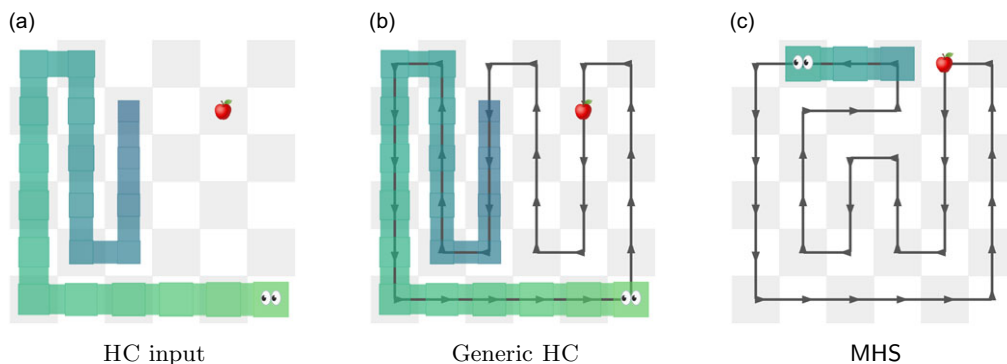 (a)
(b)
(c)
HC input
Generic HC
MHS